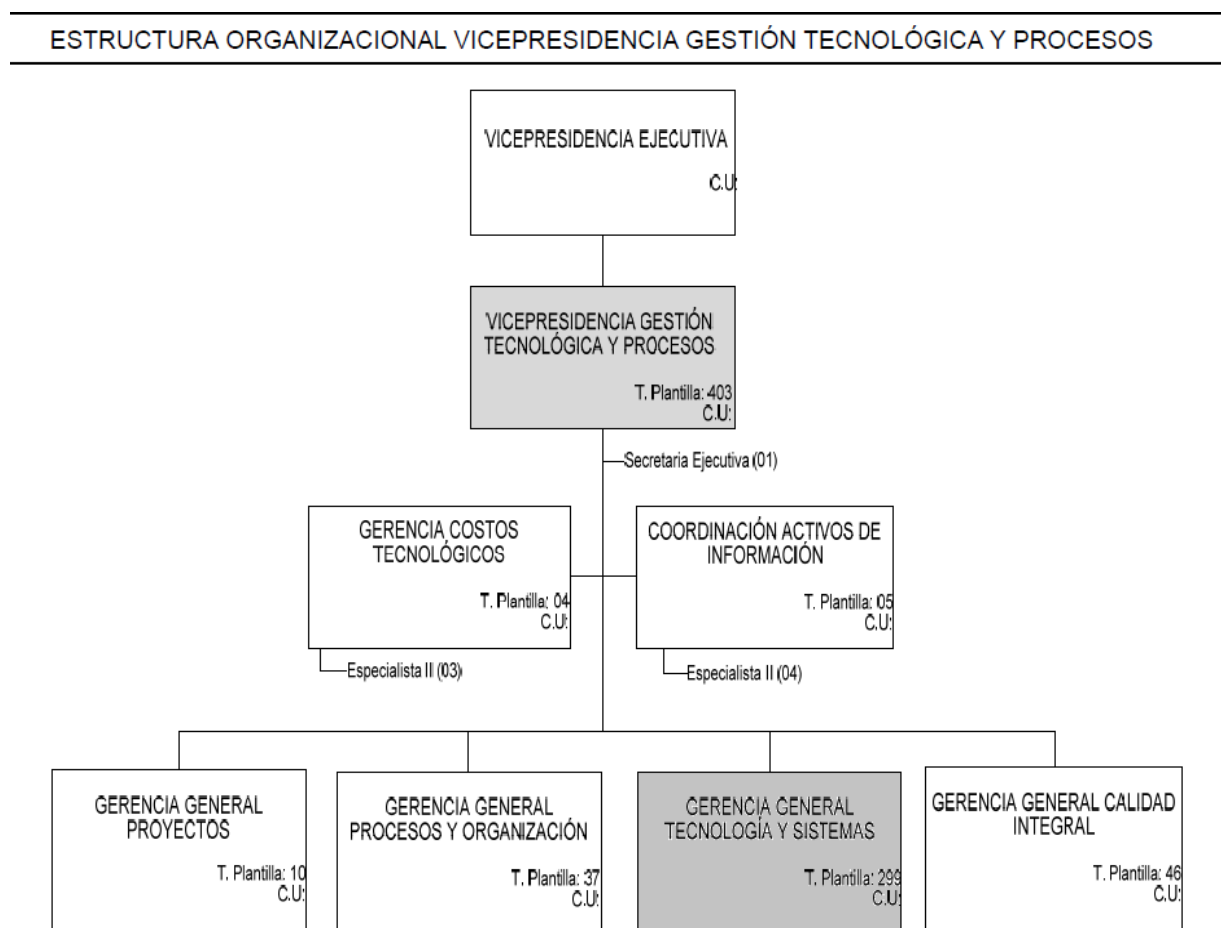 ESTRUCTURA ORGANIZACIONAL VICEPRESIDENCIA GESTIÓN TECNOLÓGICA Y PROCESOS
VICEPRESIDENCIA EJECUTIVA
C.U:
VICEPRESIDENCIA GESTIÓN
TECNOLÓGICA Y PROCESOS
T. Plantilla: 403
C.U:
Secretaria Ejecutiva (01)
GERENCIA COSTOS
TECNOLÓGICOS
T. Plantilla: 04
C.U:
Especialista II (03)
COORDINACIÓN ACTIVOS DE
INFORMACIÓN
T. Plantilla: 05
C.U:
Especialista II (04)
GERENCIA GENERAL
PROYECTOS
T. Plantilla: 10
C.U:
GERENCIA GENERAL
PROCESOS Y ORGANIZACIÓN
T. Plantilla: 37
C.U:
GERENCIA GENERAL
TECNOLOGÍA Y SISTEMAS
T. Plantilla: 299
C.U:
GERENCIA GENERAL CALIDAD
INTEGRAL
T. Plantilla: 46
C.U: